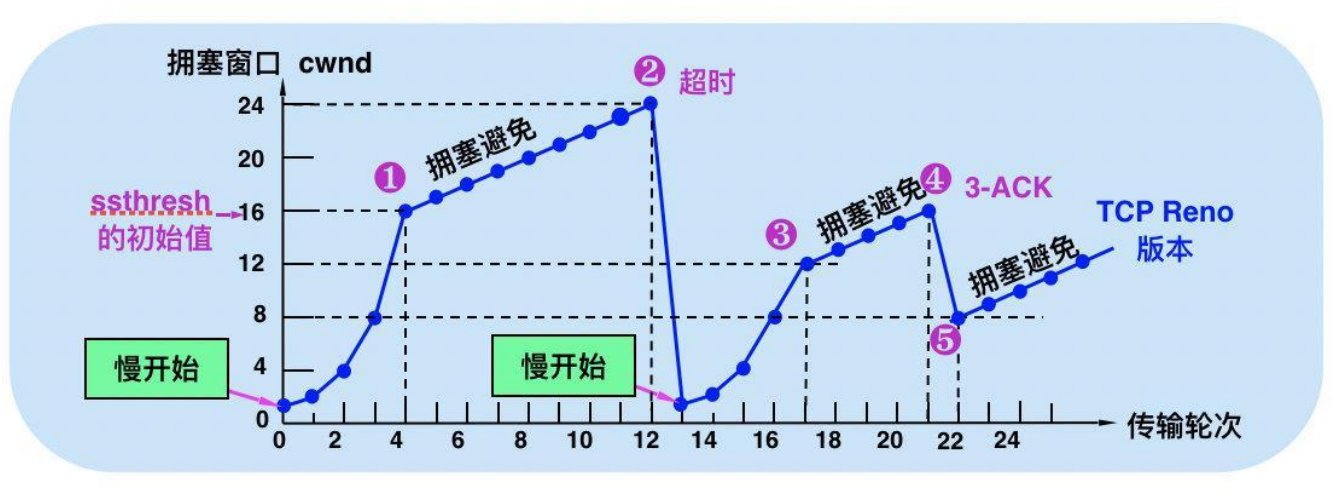 拥塞窗口 cwnd
❷ 超时
24
拥塞避免
20
❶
❹ 3-ACK
ssthresh
的初始值
16
拥塞避免
TCP Reno
版本
❸
12
拥塞避免
8
❺
慢开始
慢开始
4
0
0 2 4 6 8 10 12 14 16 18 20 22 24
传输轮次